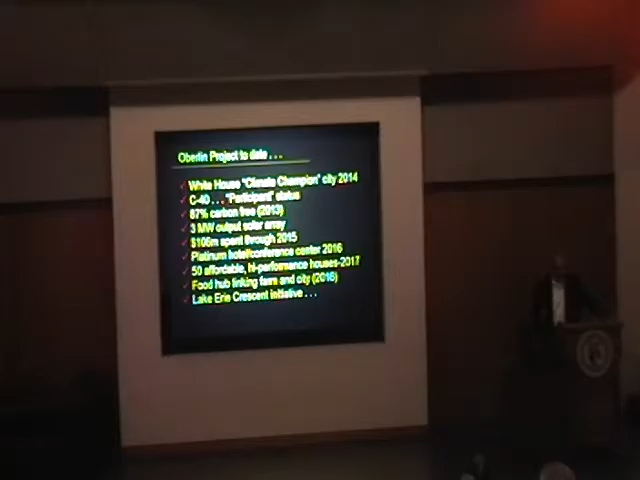 Oberlin Project to date . . .
White House "Climate Champion" city 2014
C-40 . . . "Participant" status
87% carbon free (2013)
3 MW output solar array
$106m spent through 2015
Platinum hotel/conference center 2016
50 affordable, hi-performance houses-2017
Food hub linking farm and city (2016)
Lake Erie Crescent initiative . . .